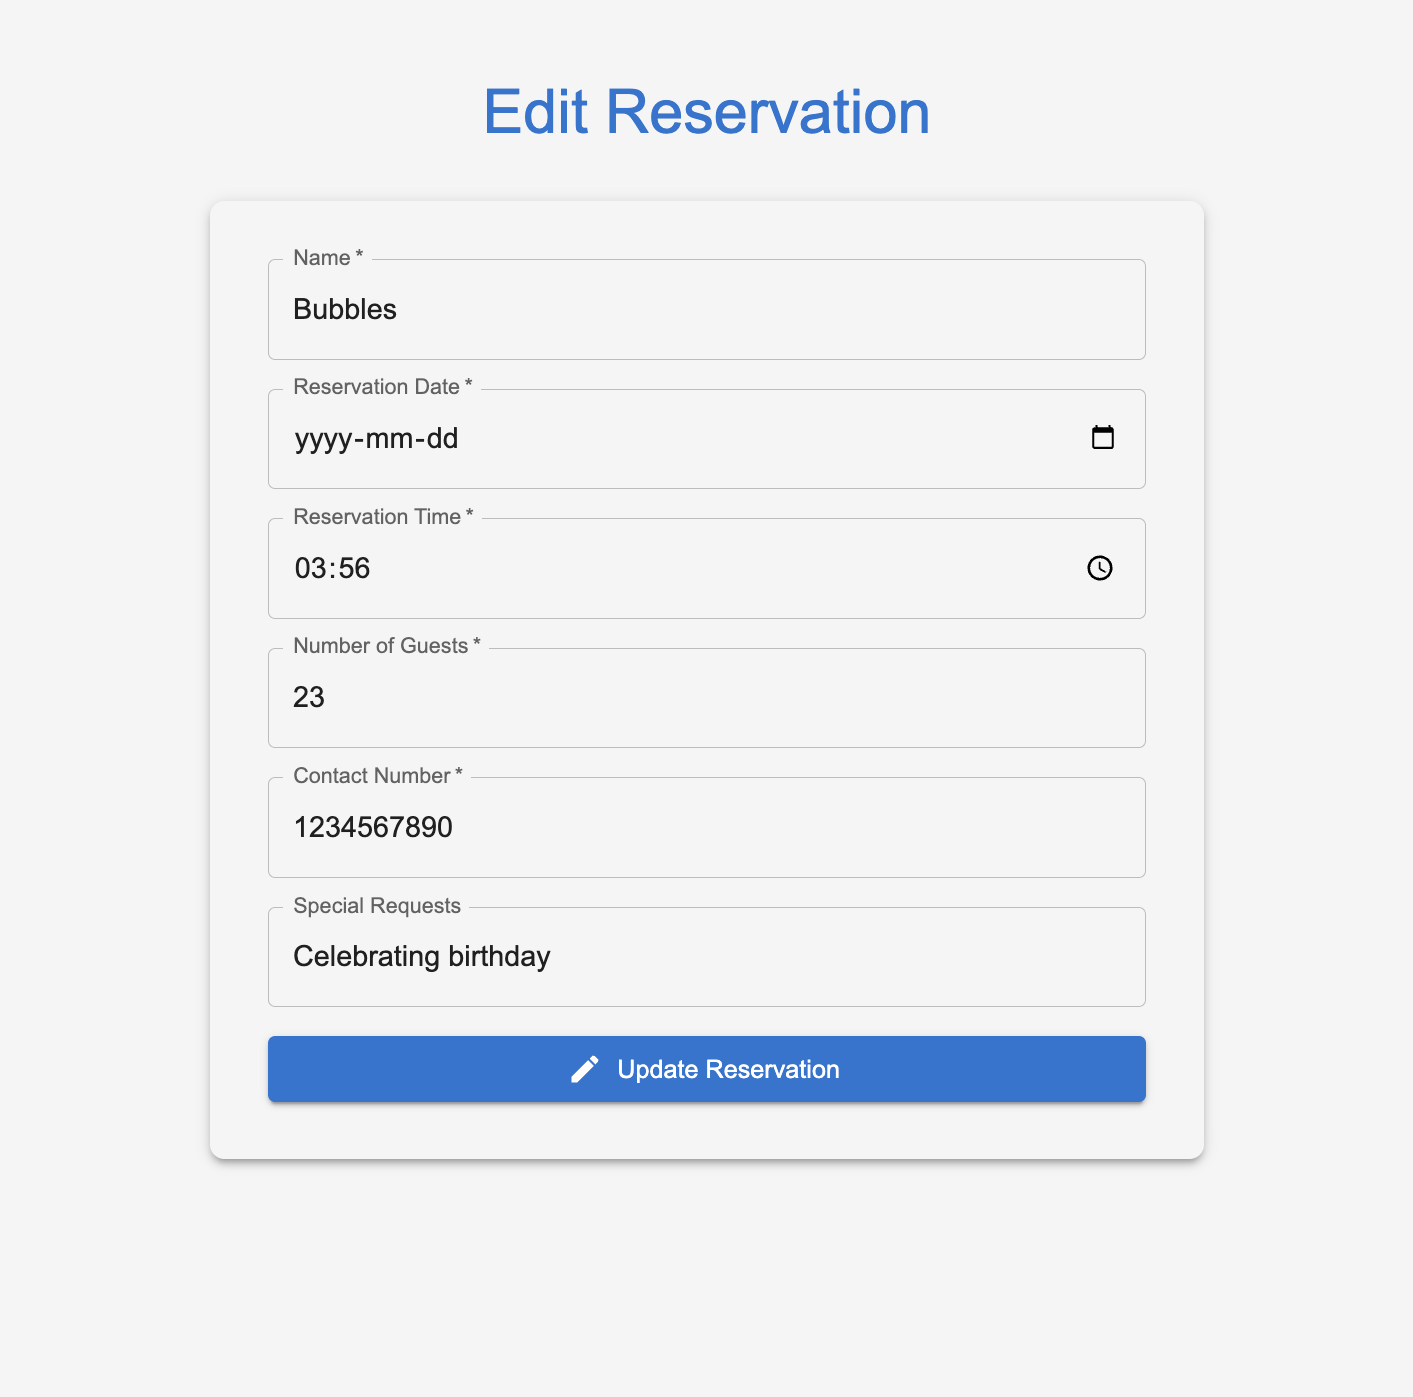 Edit Reservation
Name *
Bubbles
Reservation Date *
yyyy-mm-dd
Reservation Time *
03:56
Number of Guests *
23
Contact Number *
1234567890
Special Requests
Celebrating birthday
Update Reservation